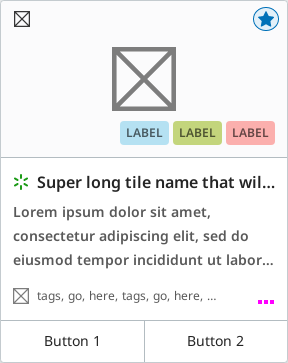 LABEL LABEL LABEL
Super long tile name that wil...
Lorem ipsum dolor sit amet,
consectetur adipiscing elit, sed do
eiusmod tempor incididunt ut labor...
tags, go, here, tags, go, here, ...
Button 1 Button 2